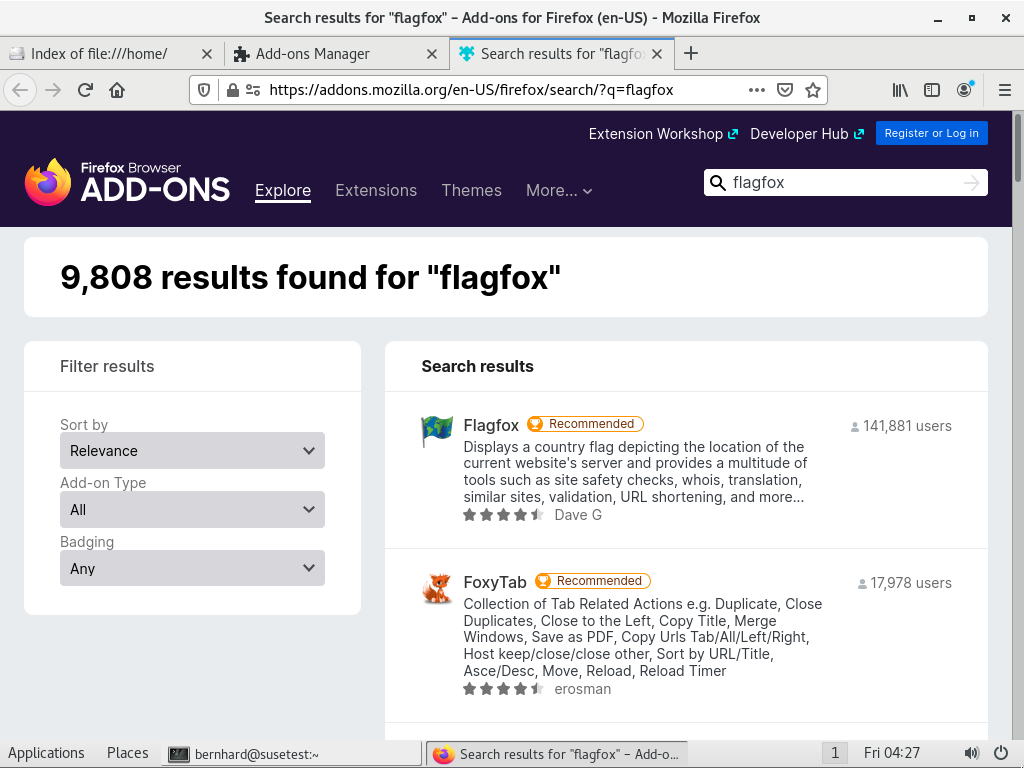 Search results for "flagfox" – Add-ons for Firefox (en-US) - Mozilla Firefox
Index of file:///home/
Add-ons Manager
Search results for "flagfo
https://addons.mozilla.org/en-US/firefox/search/?q=flagfox
Extension Workshop
Developer Hub
Register or Log in
Firefox Browser
ADD-ONS
Explore
Extensions
Themes
More...
flagfox
9,808 results found for "flagfox"
Filter results
Sort by
Relevance
Add-on Type
All
Badging
Any
Search results
Flagfox Recommended 141,881 users
Displays a country flag depicting the location of the
current website's server and provides a multitude of
tools such as site safety checks, whois, translation,
similar sites, validation, URL shortening, and more...
Dave G
FoxyTab Recommended 17,978 users
Collection of Tab Related Actions e.g. Duplicate, Close
Duplicates, Close to the Left, Copy Title, Merge
Windows, Save as PDF, Copy Urls Tab/All/Left/Right,
Host keep/close/close other, Sort by URL/Title,
Asce/Desc, Move, Reload, Reload Timer
erosman
Applications
Places
bernhard@susetest:~
Search results for "flagfox" – Add-o...
1
Fri 04:27